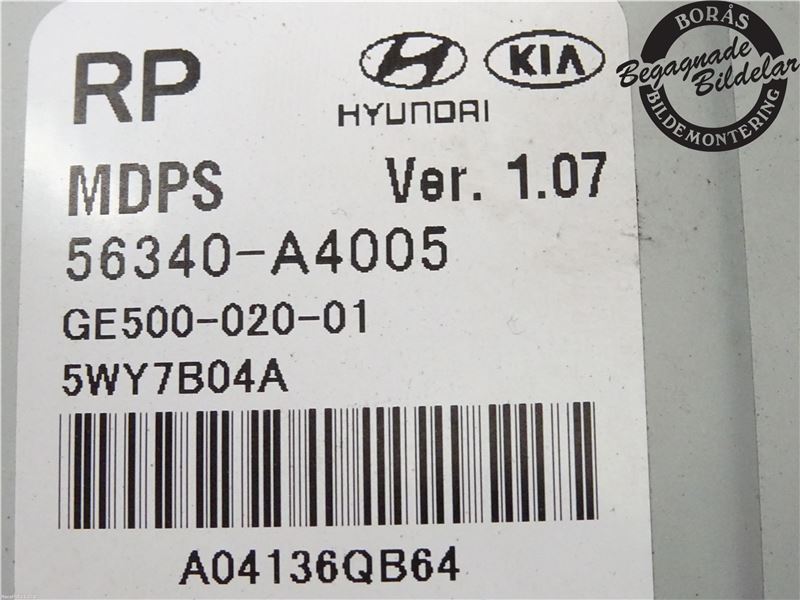 RP
HYUNDAI
KIA
MDPS Ver. 1.07
56340-A4005
GE500-020-01
5WY7B04A
A04136QB64
BORÅS
Begagnade
Bildelar
BILDEMONTERING